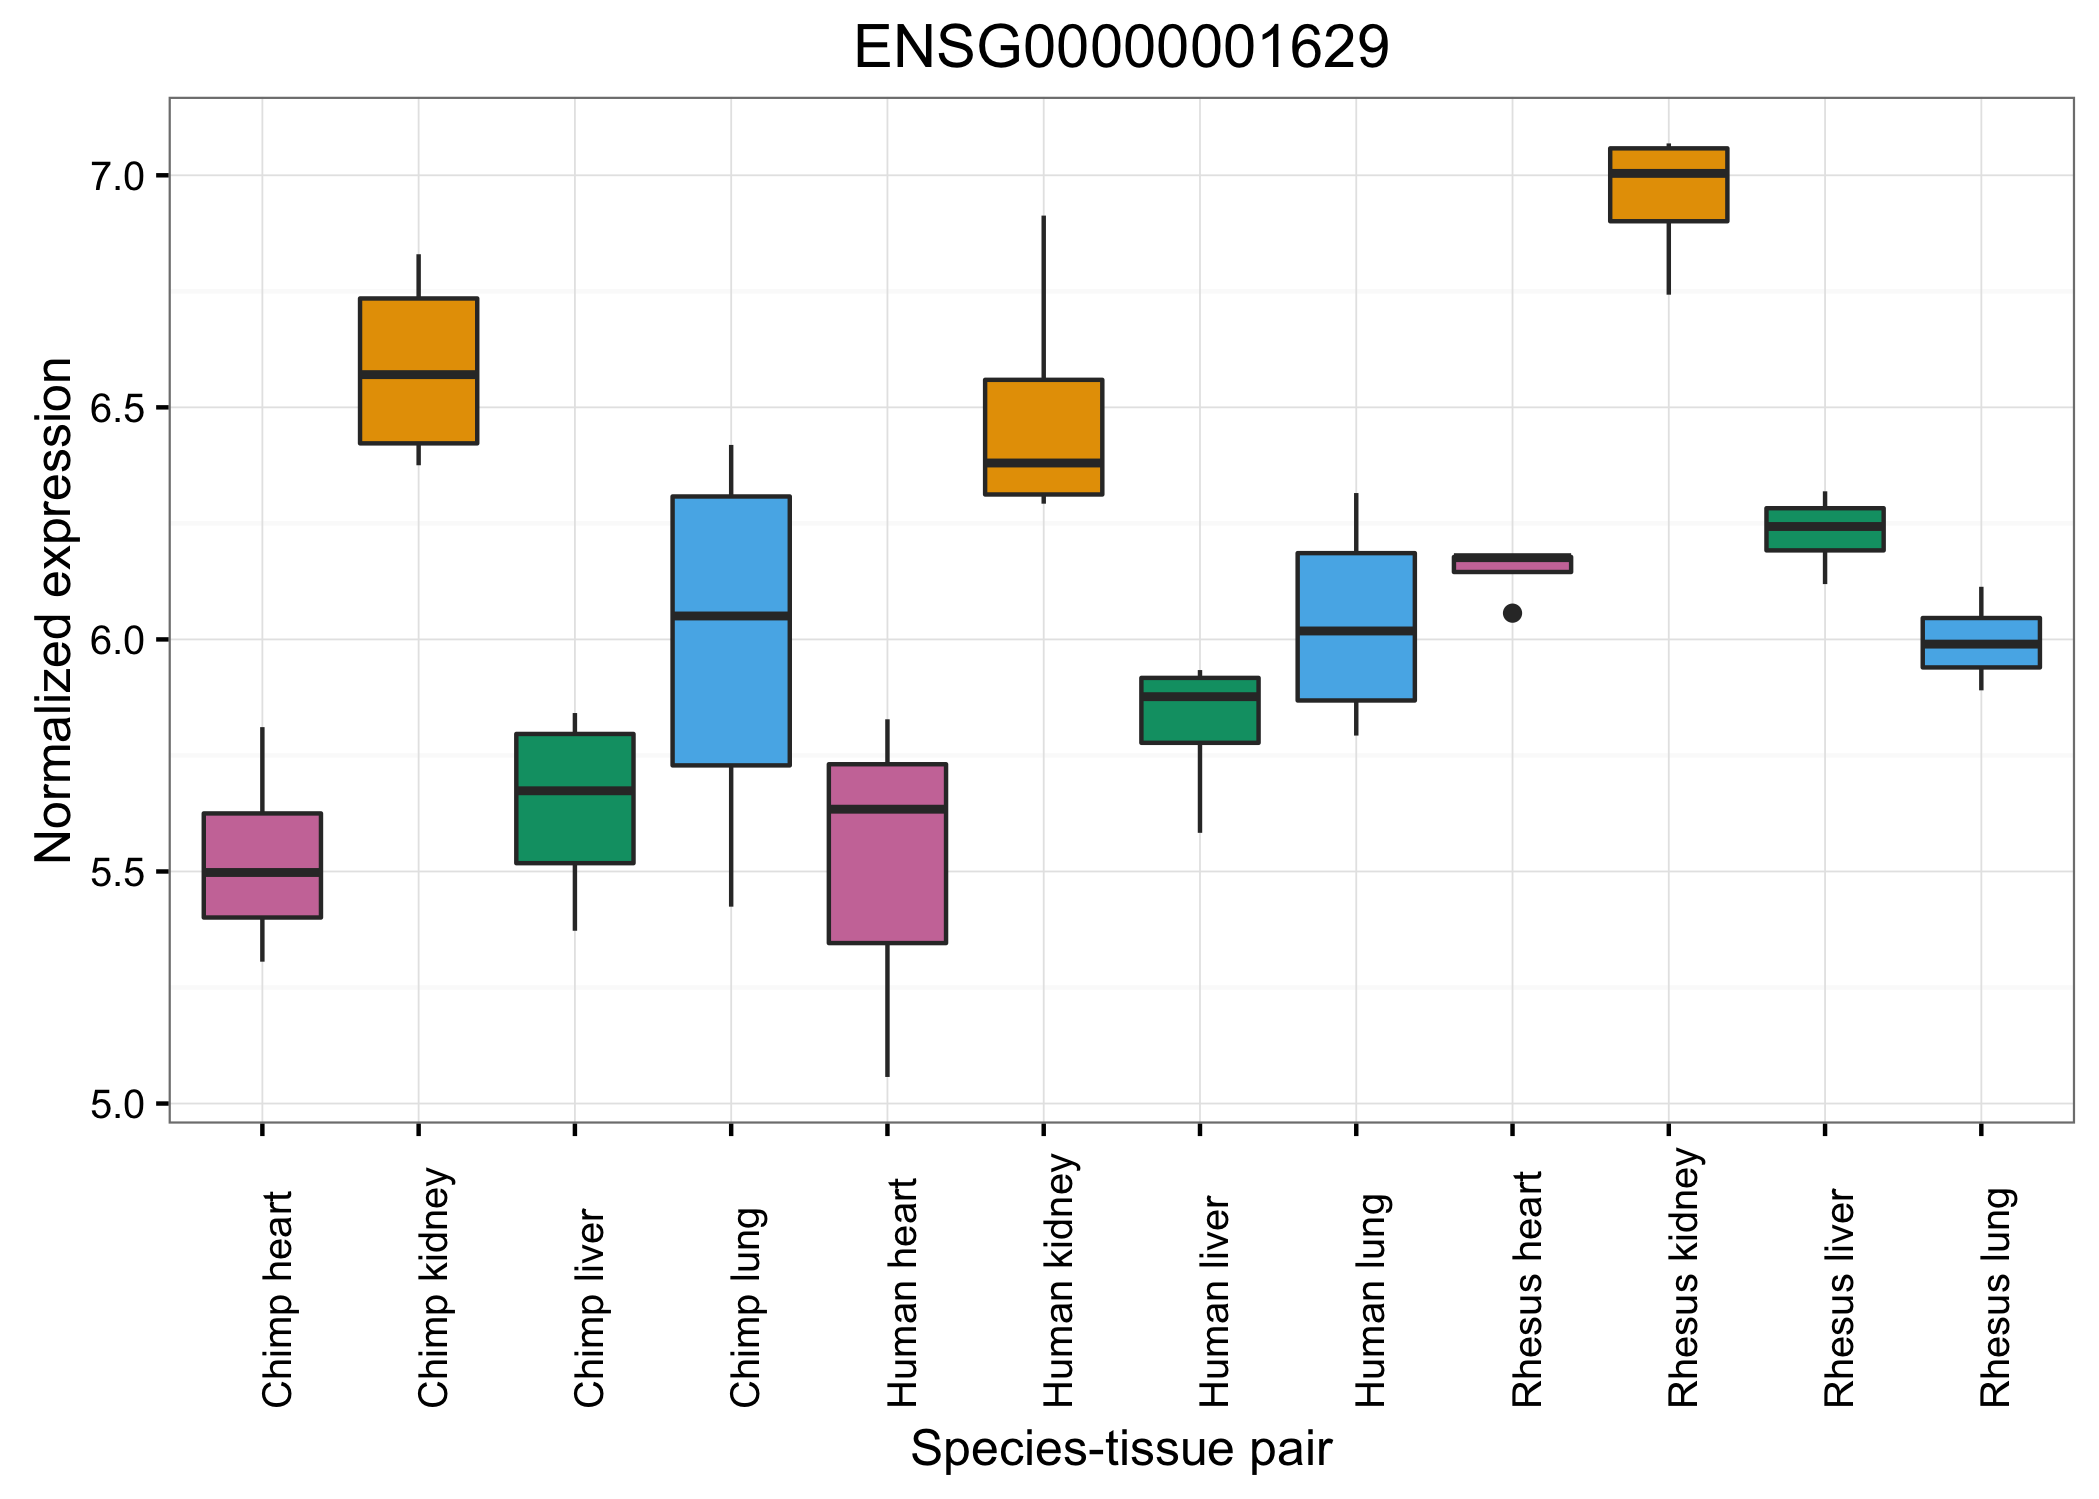 ENSG00000001629
Normalized expression
7.0
6.5
6.0
5.5
5.0
Chimp heart
Chimp kidney
Chimp liver
Chimp lung
Human heart
Human kidney
Human liver
Human lung
Rhesus heart
Rhesus kidney
Rhesus liver
Rhesus lung
Species-tissue pair